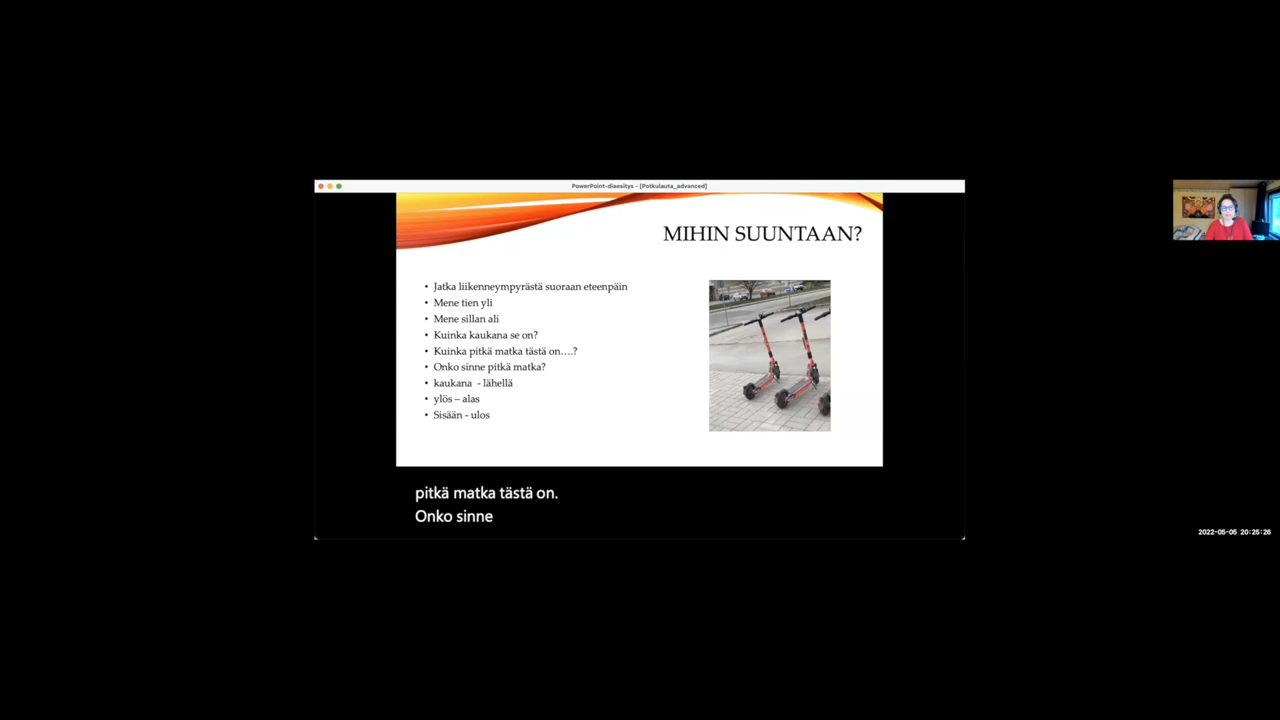 PowerPoint-diaesitys - [Potkulauta_advanced]
MIHIN SUUNTAAN?
• Jatka liikenneympyrästä suoraan eteenpäin
• Mene tien yli
• Mene sillan ali
• Kuinka kaukana se on?
• Kuinka pitkä matka tästä on….?
• Onko sinne pitkä matka?
• kaukana - lähellä
• ylös – alas
• Sisään - ulos
pitkä matka tästä on.
Onko sinne
2022-05-05 20:25:26